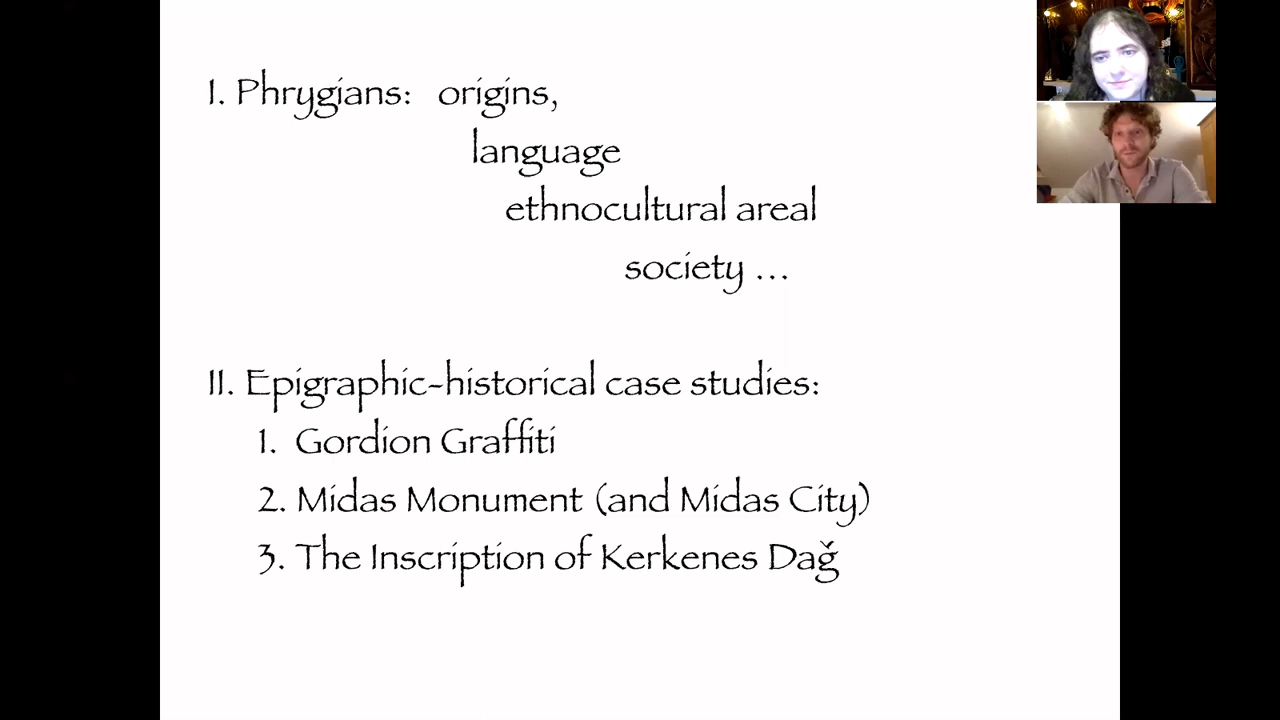 I. Phrygians: origins,
language
ethnocultural areal
society ...
II. Epigraphic-historical case studies:
1. Gordion Graffiti
2. Midas Monument (and Midas City)
3. The Inscription of Kerkenes Dağ